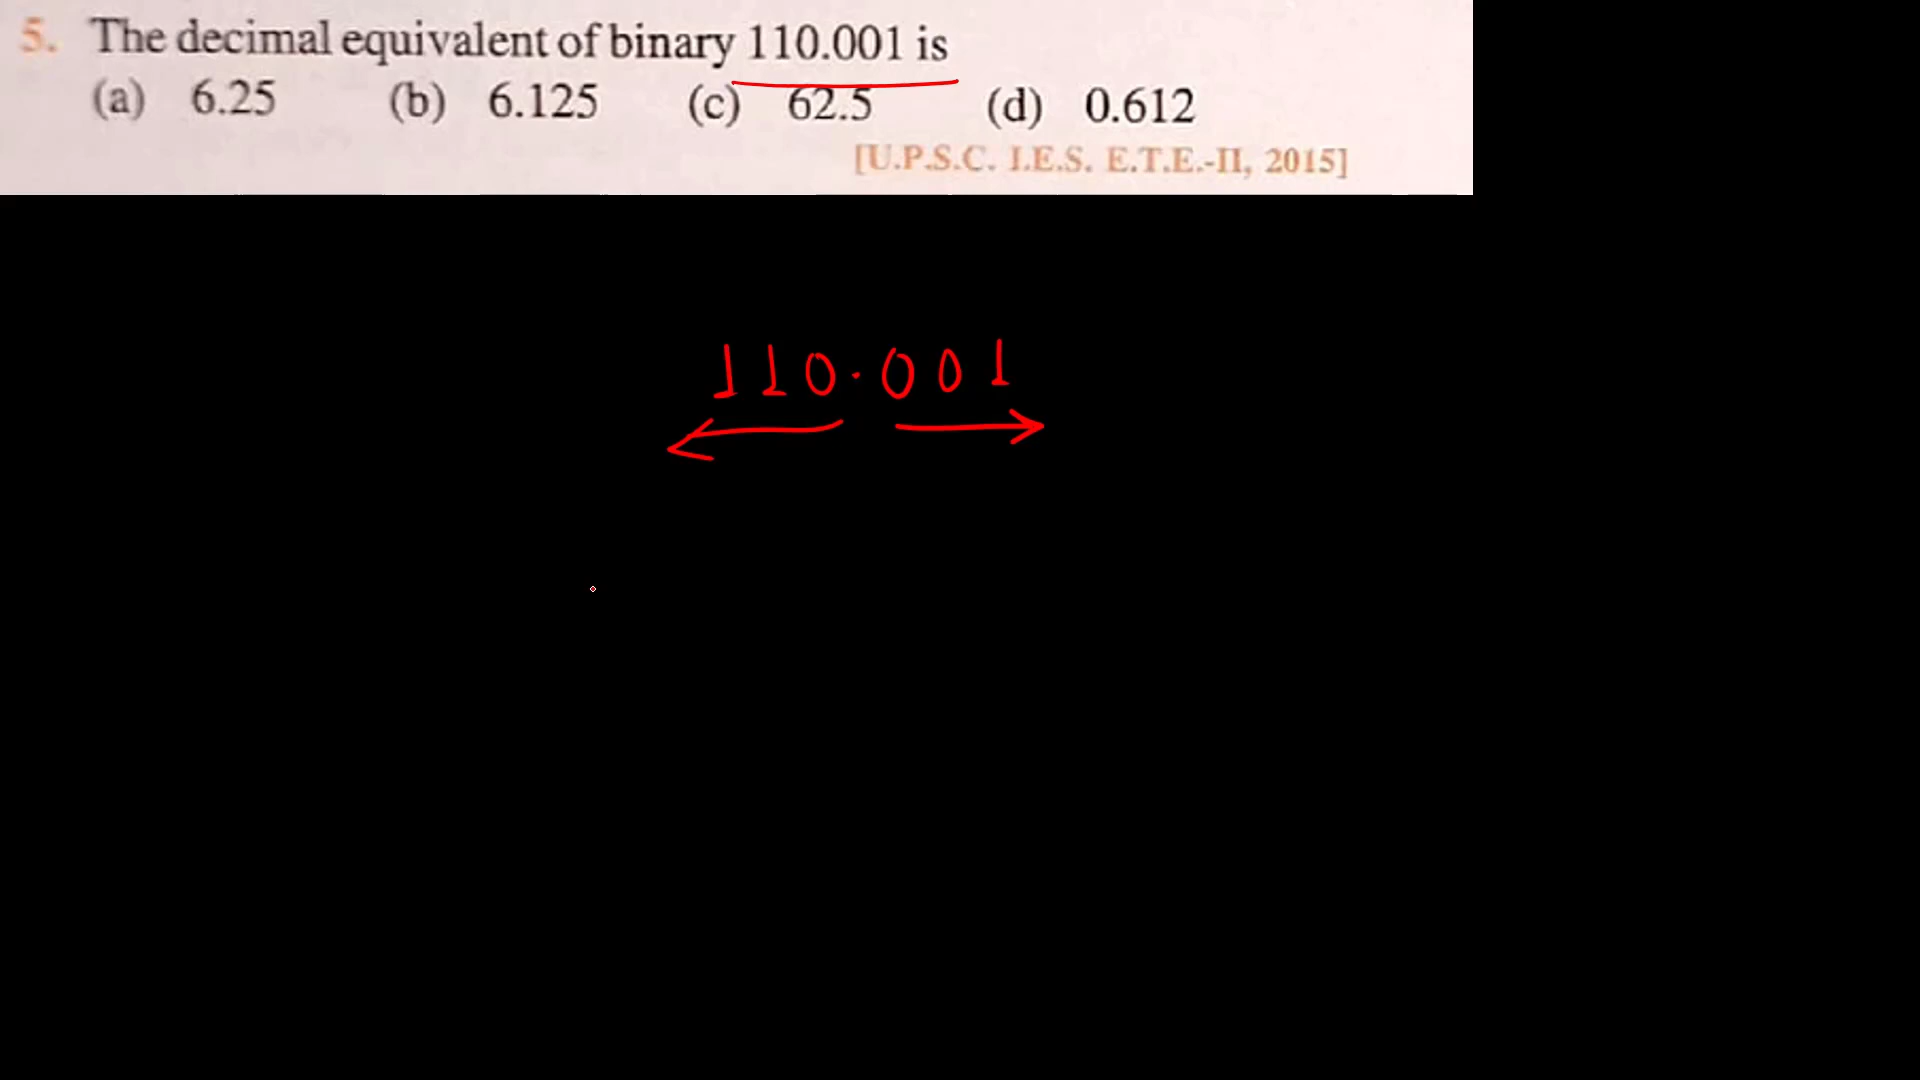 5. The decimal equivalent of binary 110.001 is
(a) 6.25 (b) 6.125 (c) 62.5 (d) 0.612
[U.P.S.C. I.E.S. E.T.E.-II, 2015]
110.001